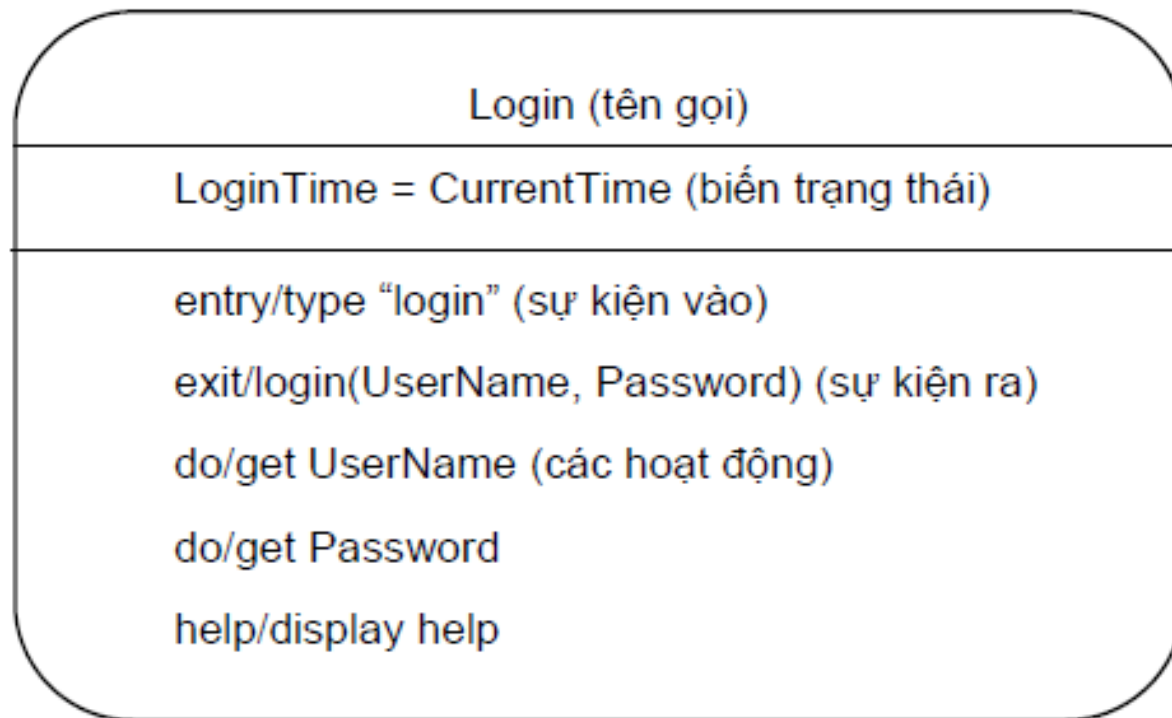 Login (tên gọi)
LoginTime = CurrentTime (biến trạng thái)
entry/type “login” (sự kiện vào)
exit/login(UserName, Password) (sự kiện ra)
do/get UserName (các hoạt động)
do/get Password
help/display help